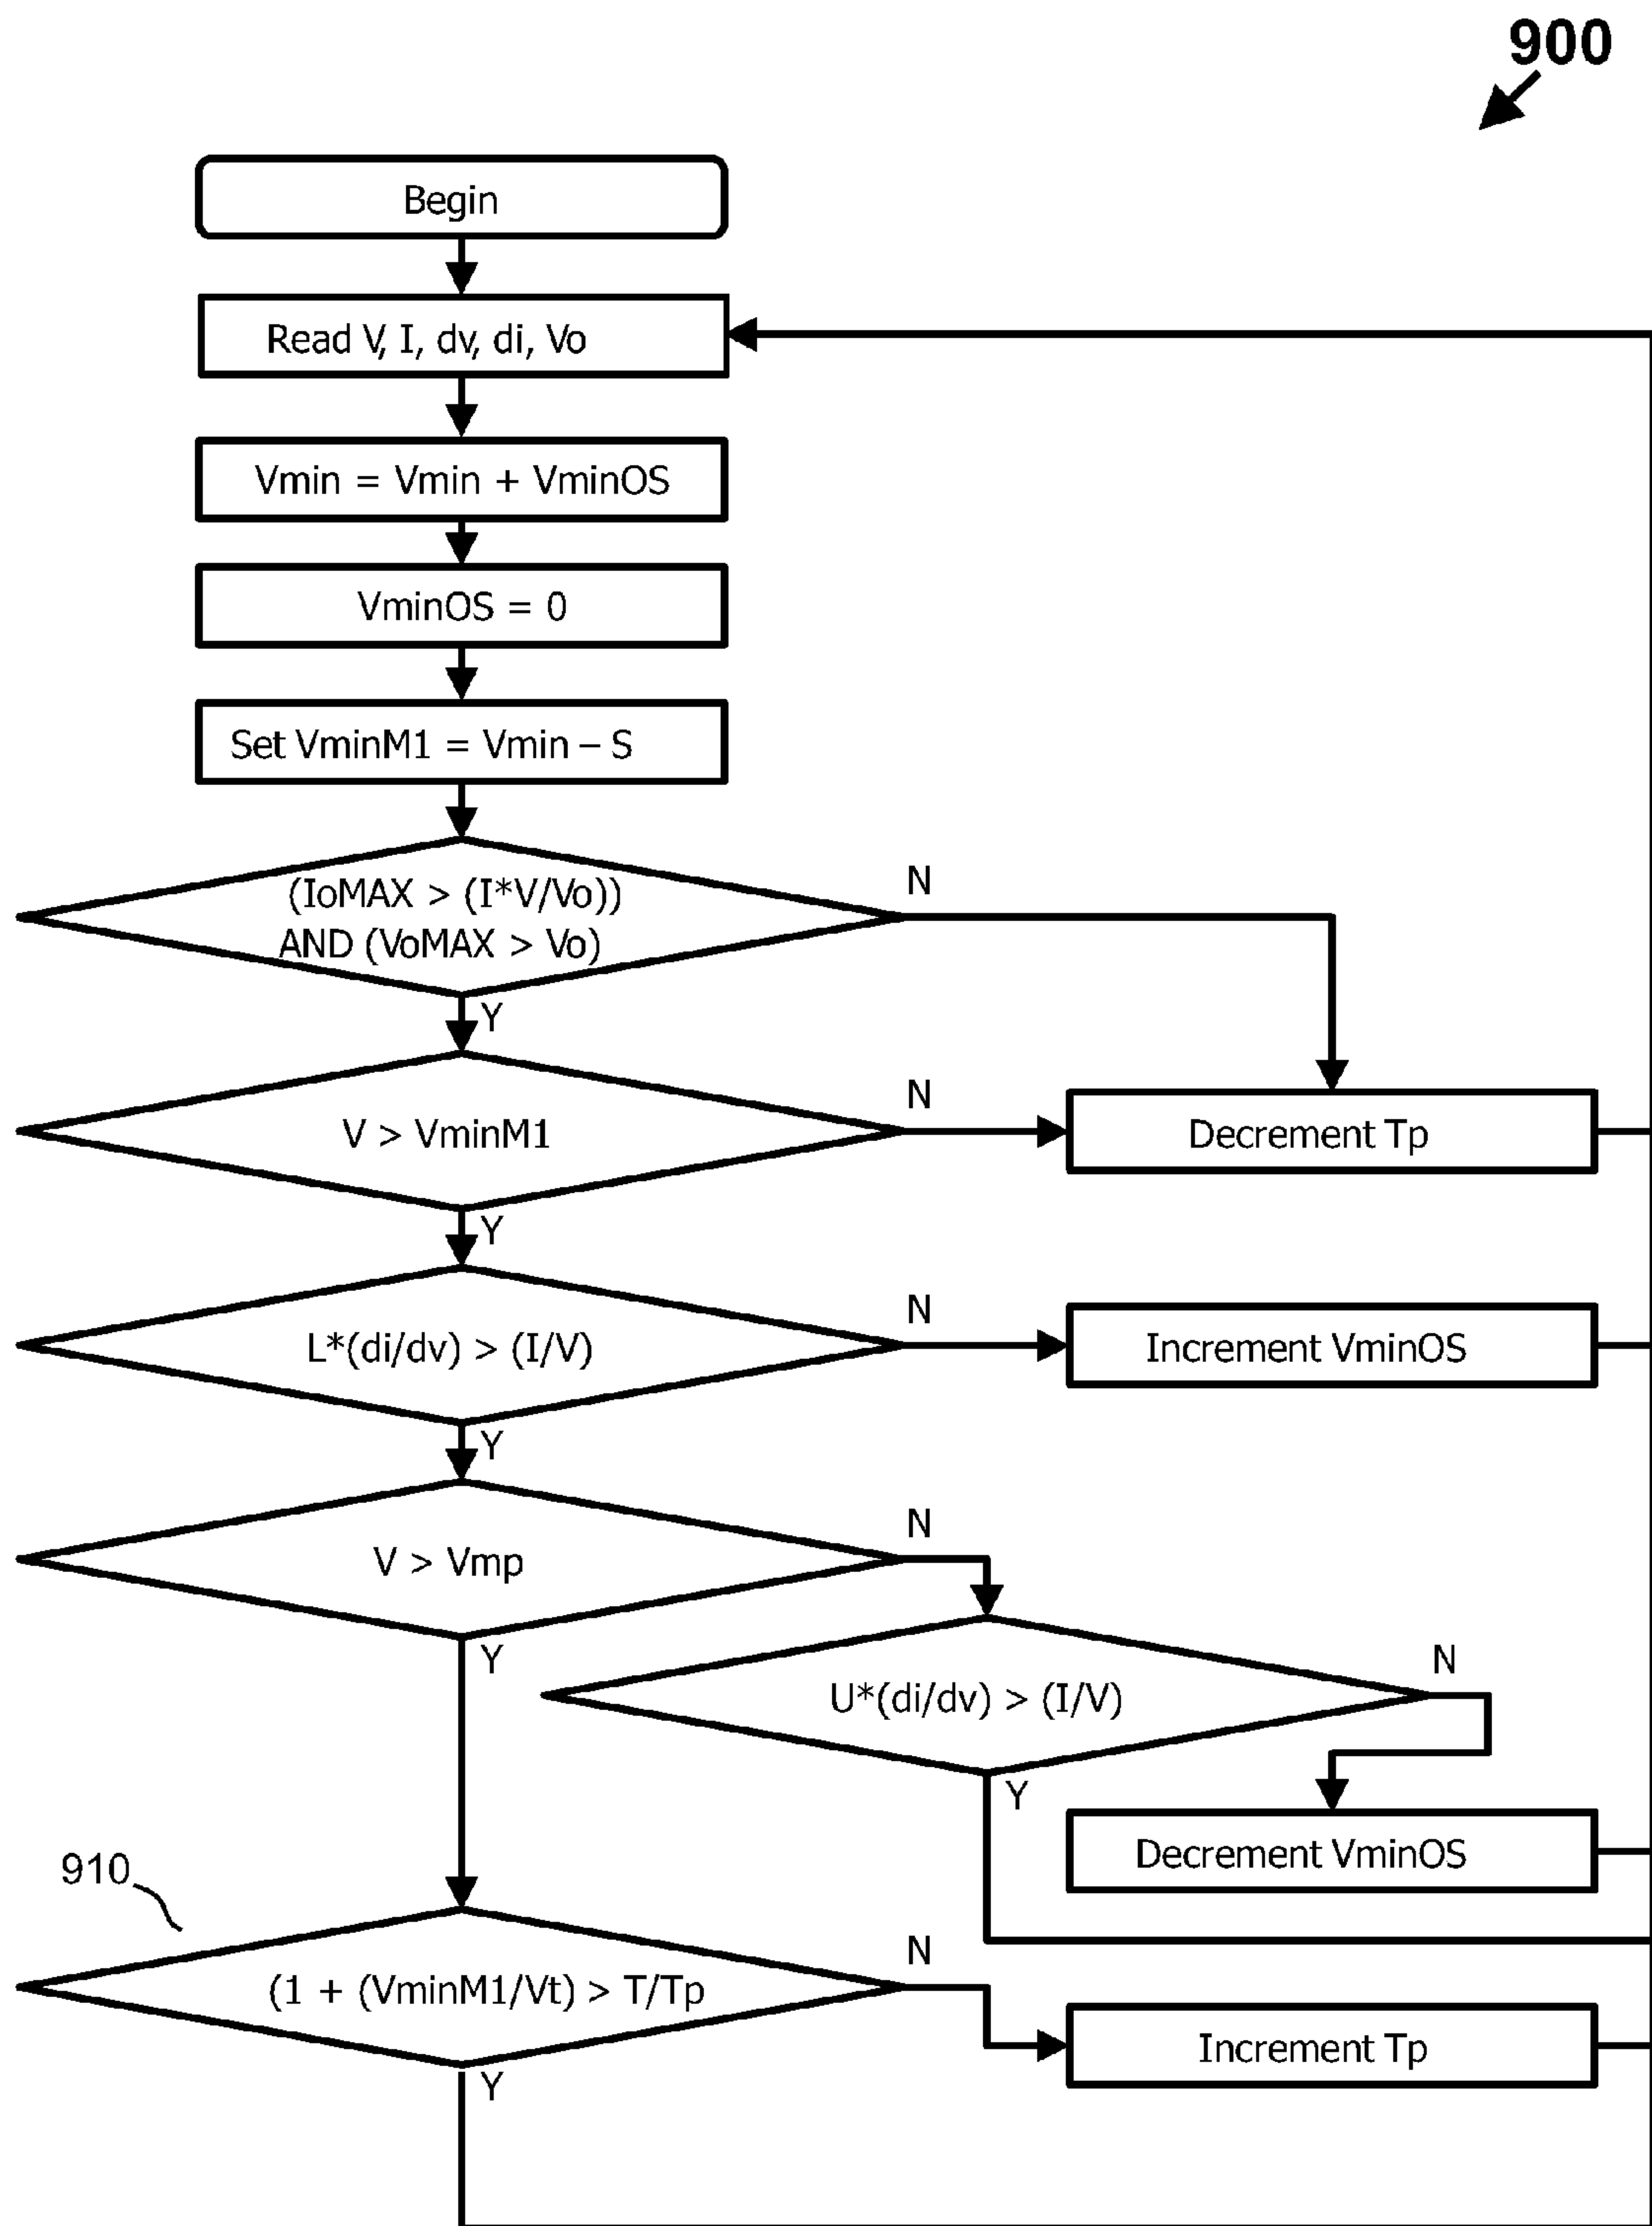 900
Begin
Read V, I, dv, di, Vo
Vmin = Vmin + VminOS
VminOS = 0
Set VminM1 = Vmin – S
(IoMAX > (I*V/Vo))
AND (VoMAX > Vo)
N
Y
V > VminM1
N
Decrement Tp
Y
L*(di/dv) > (I/V)
N
Increment VminOS
Y
V > Vmp
N
Y
U*(di/dv) > (I/V)
N
Y
Decrement VminOS
910
(1 + (VminM1/Vt) > T/Tp
N
Increment Tp
Y